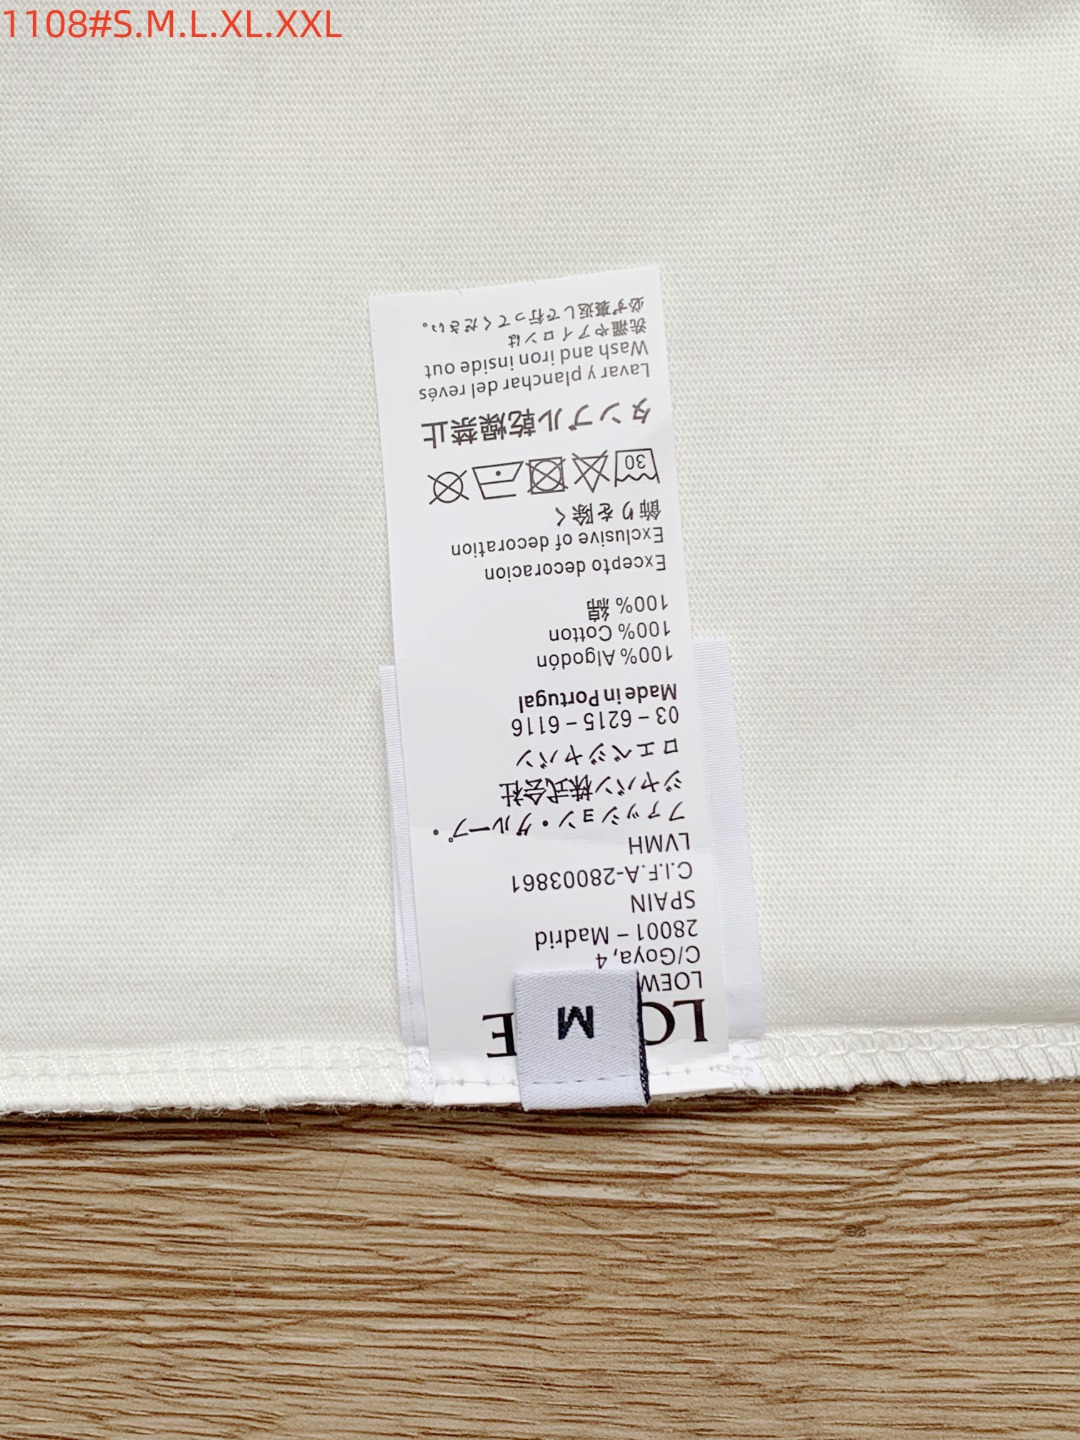 1108#S.M.L.XL.XXL
M
LO E
LOEW
C/Goya, 4
28001 – Madrid
SPAIN
C.I.F.A-28003861
LVMH
ファッション・グループ・
ジャパン株式会社
ロエベジャパン
03 – 6215 – 6116
Made in Portugal
100% Algodón
100% Cotton
100% 綿
Excepto decoracion
Exclusive of decoration
飾りを除く
30
タンブル乾燥禁止
Lavar y planchar del revés
Wash and iron inside out
洗濯やアイロンは
必ず裏返して行ってください。